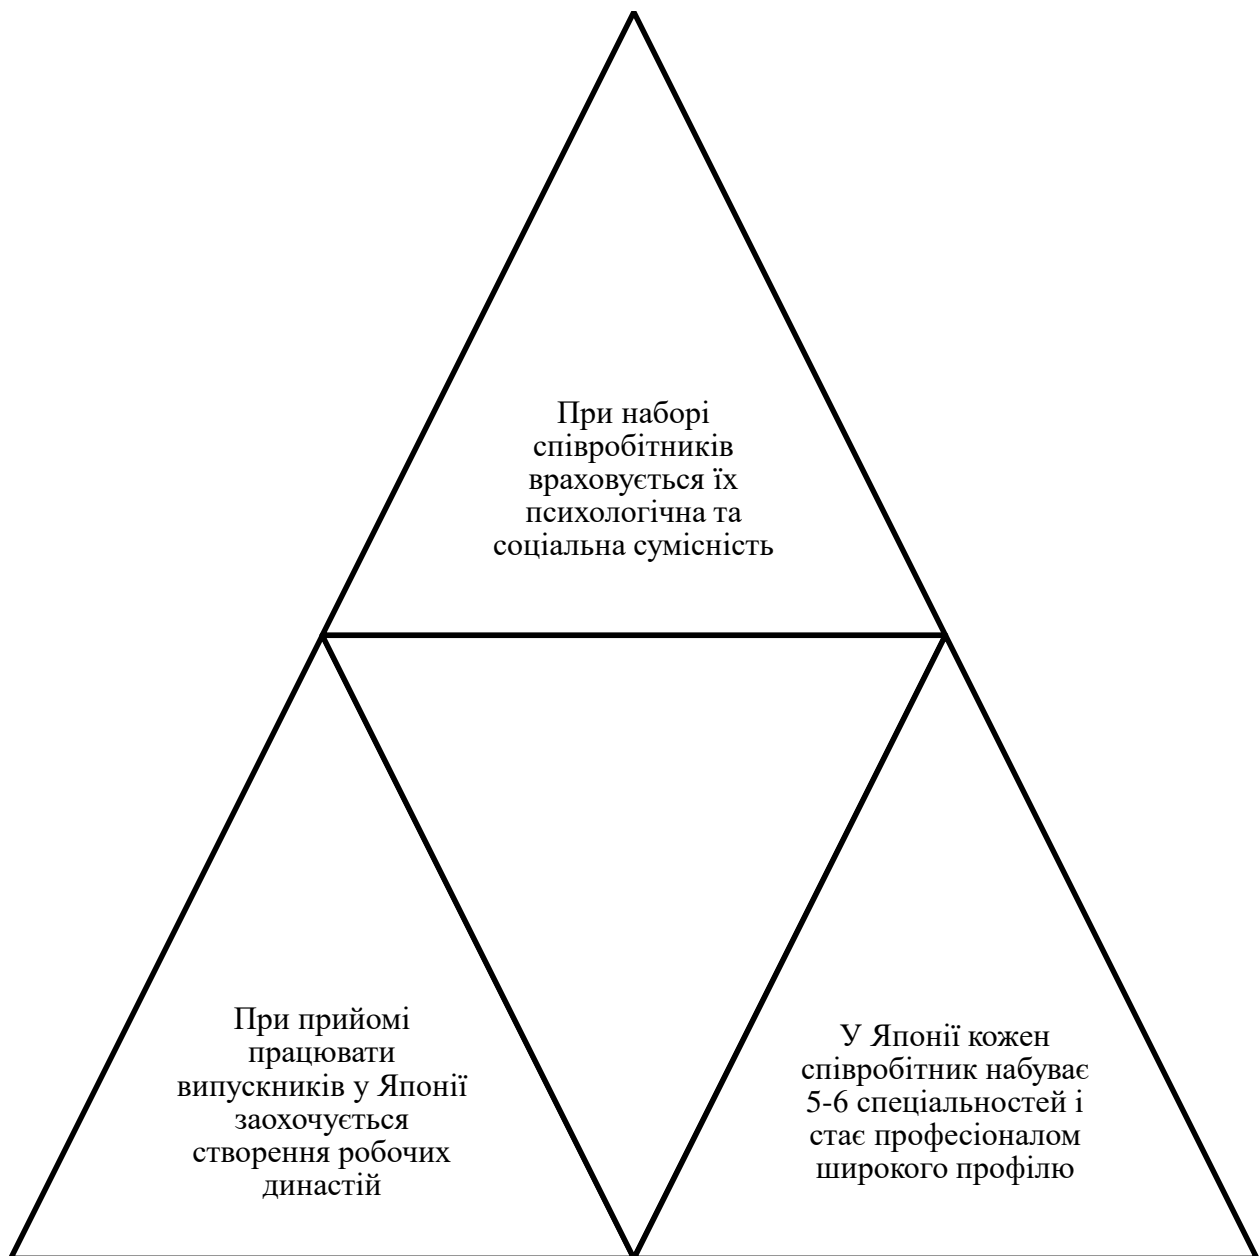 При наборі
співробітників
враховується їх
психологічна та
соціальна сумісність
При прийомі
працювати
випускників у Японії
заохочується
створення робочих
династій
У Японії кожен
співробітник набуває
5-6 спеціальностей і
стає професіоналом
широкого профілю